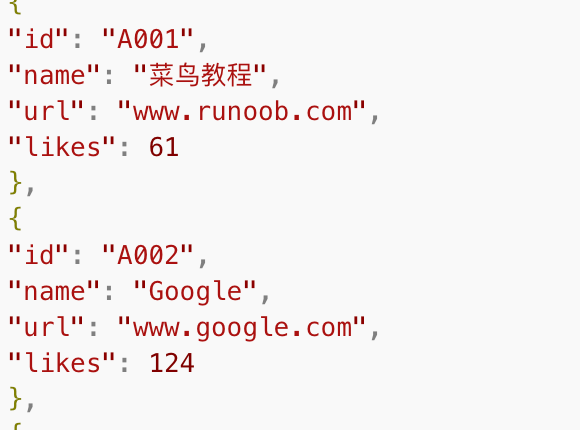 {
"id": "A001",
"name": "菜鸟教程",
"url": "www.runoob.com",
"likes": 61
},
{
"id": "A002",
"name": "Google",
"url": "www.google.com",
"likes": 124
},
{